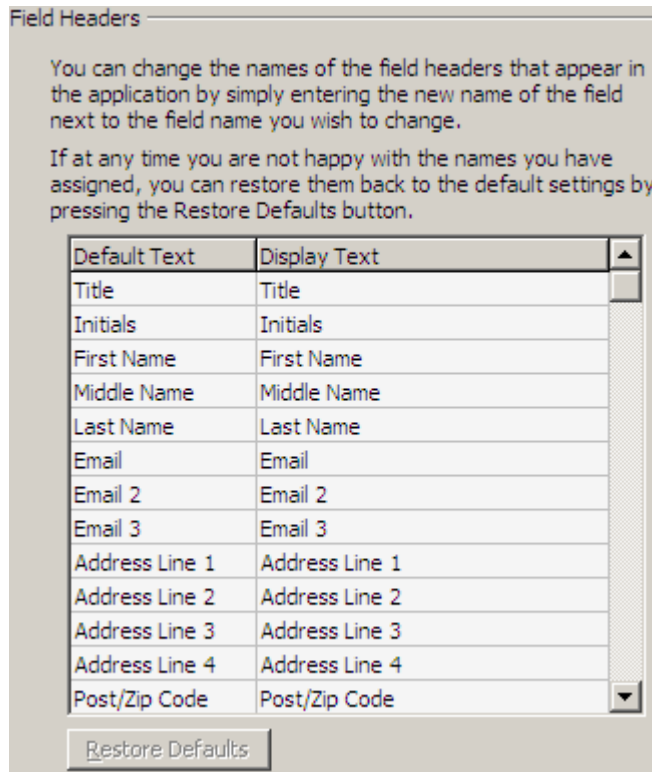 Field Headers
You can change the names of the field headers that appear in
the application by simply entering the new name of the field
next to the field name you wish to change.
If at any time you are not happy with the names you have
assigned, you can restore them back to the default settings by
pressing the Restore Defaults button.
Default Text Display Text
Title Title
Initials Initials
First Name First Name
Middle Name Middle Name
Last Name Last Name
Email Email
Email 2 Email 2
Email 3 Email 3
Address Line 1 Address Line 1
Address Line 2 Address Line 2
Address Line 3 Address Line 3
Address Line 4 Address Line 4
Post/Zip Code Post/Zip Code
Restore Defaults